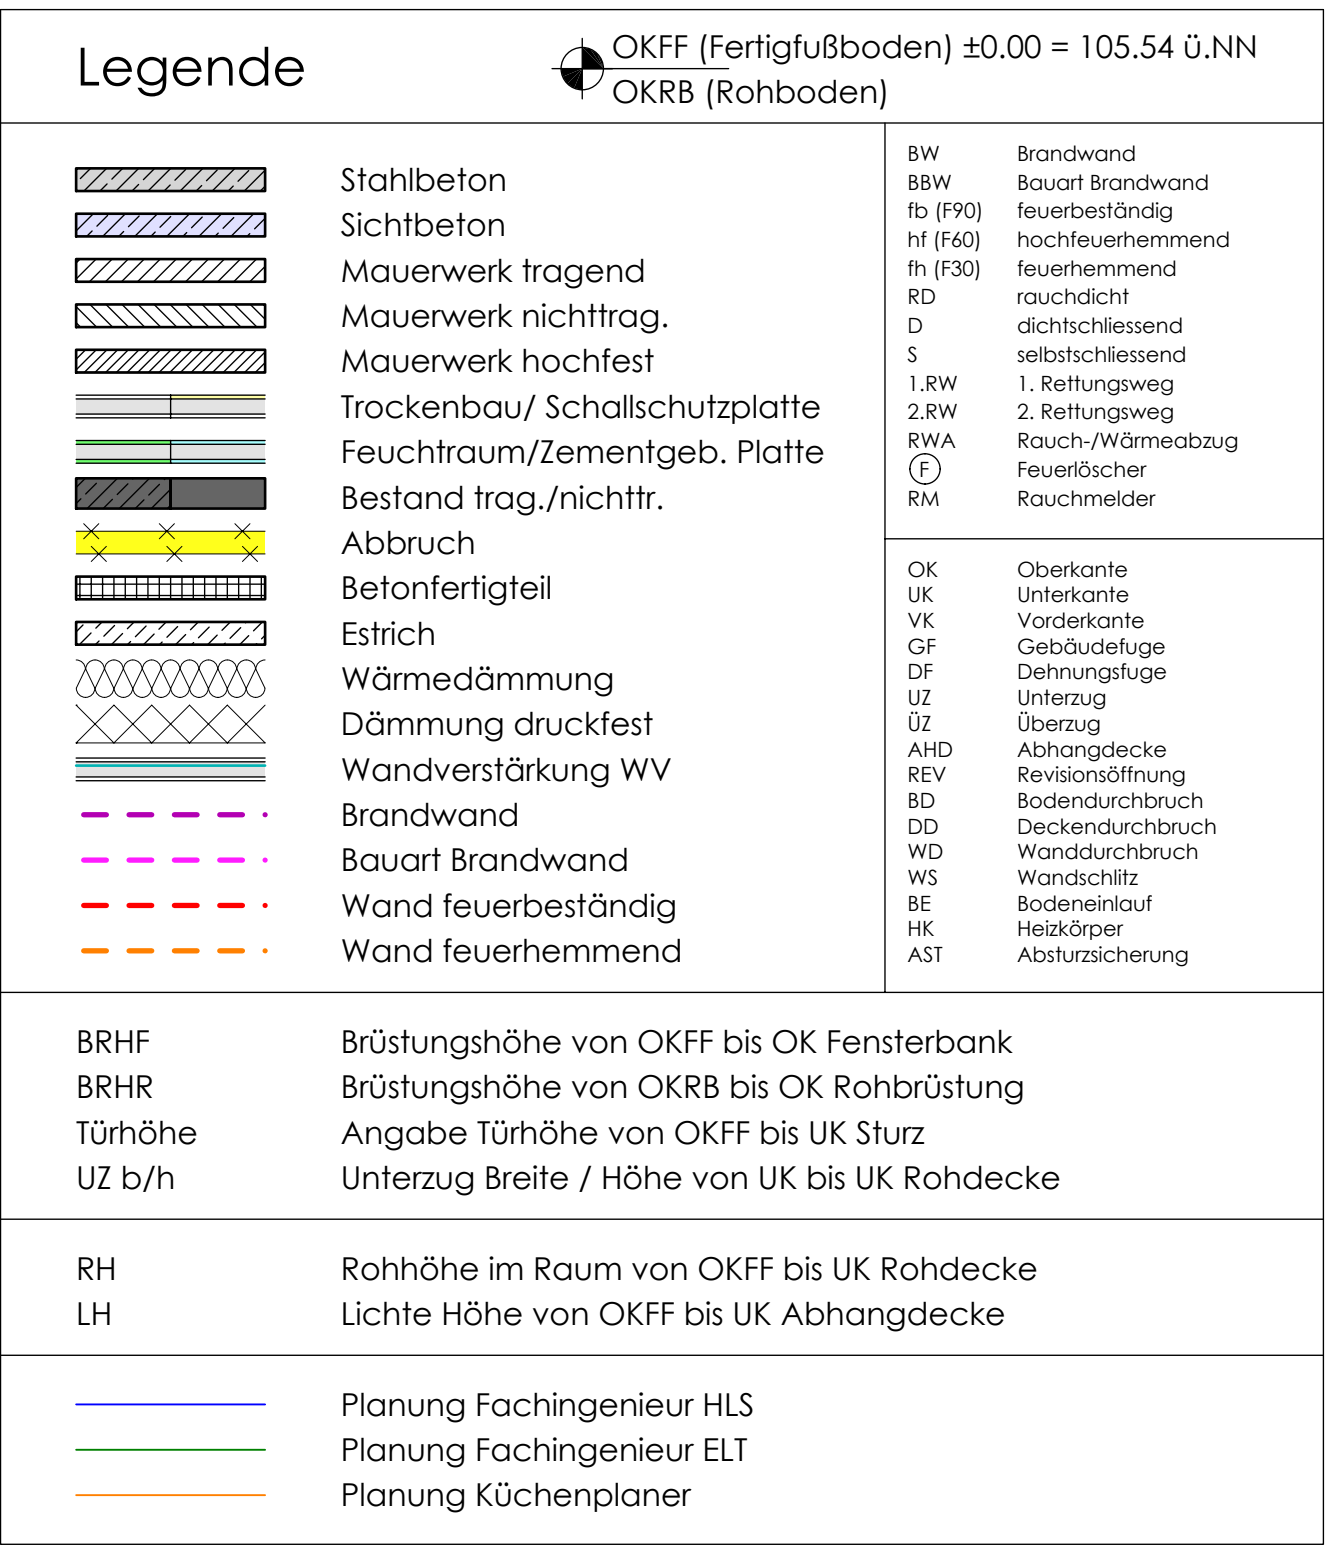 Legende
OKFF (Fertigfußboden) ±0.00 = 105.54 ü.NN
OKRB (Rohboden)
Stahlbeton
Sichtbeton
Mauerwerk tragend
Mauerwerk nichttrag.
Mauerwerk hochfest
Trockenbau/ Schallschutzplatte
Feuchtraum/Zementgeb. Platte
Bestand trag./nichttr.
Abbruch
Betonfertigteil
Estrich
Wärmedämmung
Dämmung druckfest
Wandverstärkung WV
Brandwand
Bauart Brandwand
Wand feuerbeständig
Wand feuerhemmend
BW Brandwand
BBW Bauart Brandwand
fb (F90) feuerbeständig
hf (F60) hochfeuerhemmend
fh (F30) feuerhemmend
RD rauchdicht
D dichtschliessend
S selbstschliessend
1.RW 1. Rettungsweg
2.RW 2. Rettungsweg
RWA Rauch-/Wärmeabzug
F Feuerlöscher
RM Rauchmelder
OK Oberkante
UK Unterkante
VK Vorderkante
GF Gebäudefuge
DF Dehnungsfuge
UZ Unterzug
ÜZ Überzug
AHD Abhangdecke
REV Revisionsöffnung
BD Bodendurchbruch
DD Deckendurchbruch
WD Wanddurchbruch
WS Wandschlitz
BE Bodeneinlauf
HK Heizkörper
AST Absturzsicherung
BRHF Brüstungshöhe von OKFF bis OK Fensterbank
BRHR Brüstungshöhe von OKRB bis OK Rohbrüstung
Türhöhe Angabe Türhöhe von OKFF bis UK Sturz
UZ b/h Unterzug Breite / Höhe von UK bis UK Rohdecke
RH Rohhöhe im Raum von OKFF bis UK Rohdecke
LH Lichte Höhe von OKFF bis UK Abhangdecke
Planung Fachingenieur HLS
Planung Fachingenieur ELT
Planung Küchenplaner